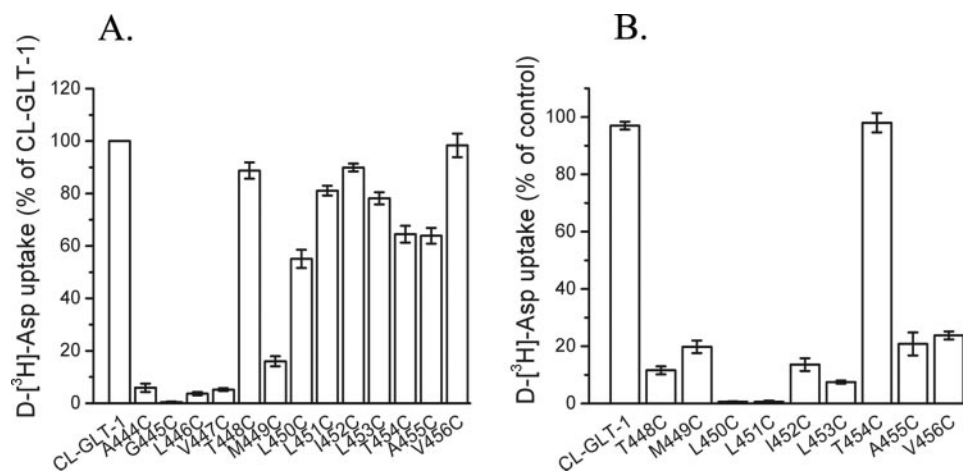 A.
D-[³H]-Asp uptake (% of CL-GLT-1)
120
100
80
60
40
20
0
CL-GLT-1
A444C
G445C
L446C
V447C
T448C
M449C
L450C
L451C
I452C
L453C
T454C
A455C
V456C
B.
D-[³H]-Asp uptake (% of control)
100
80
60
40
20
0
CL-GLT-1
T448C
M449C
L450C
L451C
I452C
L453C
T454C
A455C
V456C